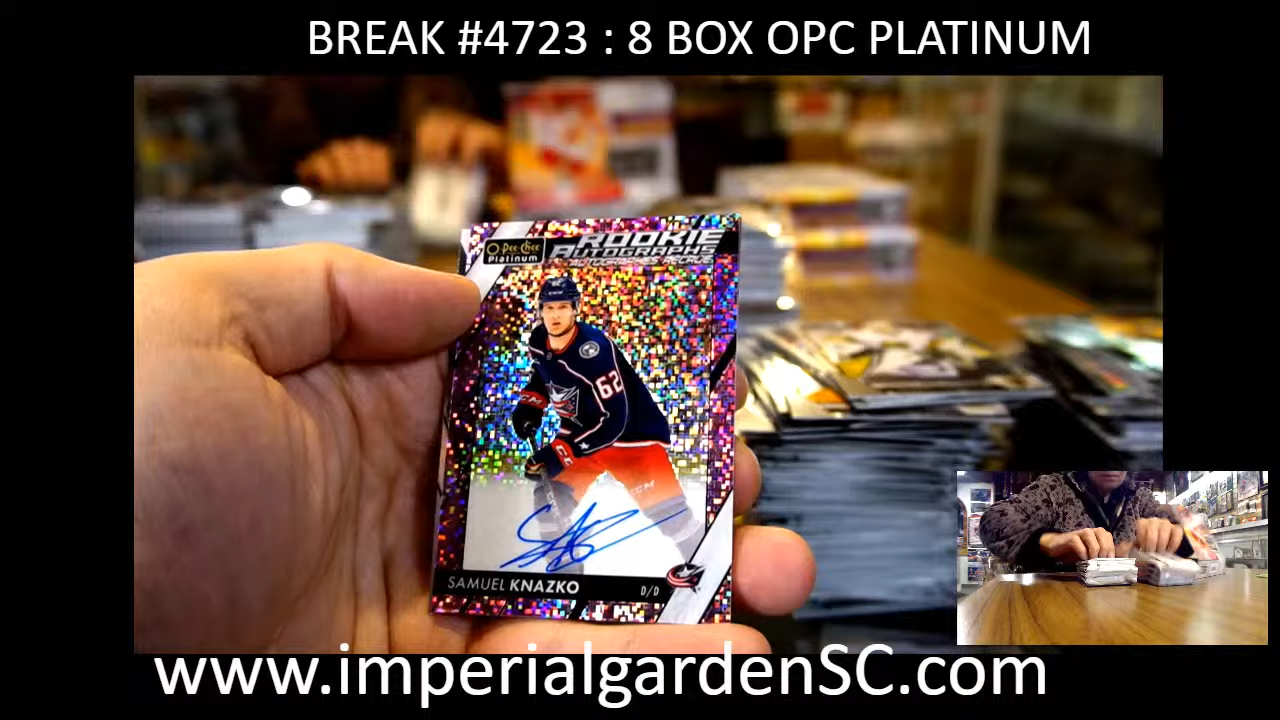 BREAK #4723 : 8 BOX OPC PLATINUM
O-Pee-Chee
Platinum
ROOKIE
AUTOGRAPHS
AUTOGRAPHES RECRUE
62
CCM
SAMUEL KNAZKO
D/D
www.imperialgardenSC.com